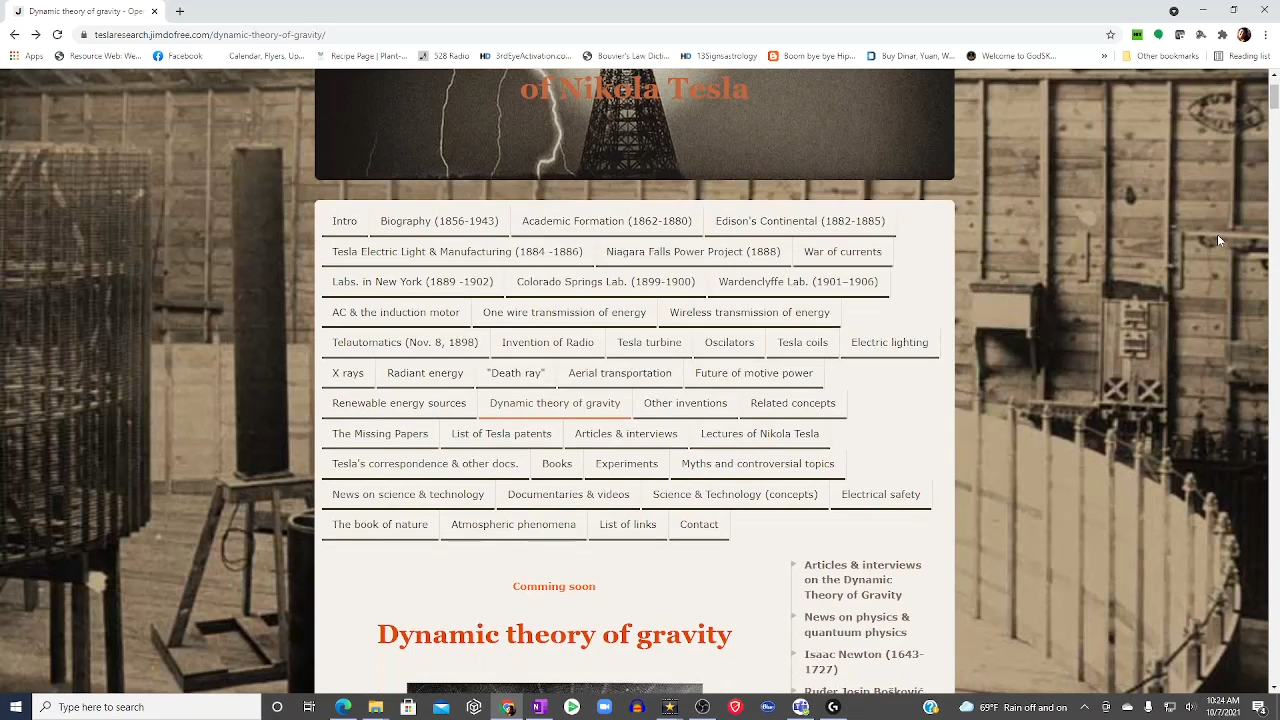 Dynamic theory of gravity - Open
teslaresearch.jimdofree.com/dynamic-theory-of-gravity/
Apps Resource Web: We... Facebook Calendar, Flyers, Up... Recipe Page | Plant-... 528 Radio HD 3rdEyeActivation.co... Bouvier's Law Dict... HD 13Signsastrology Boom bye bye Hip... Buy Dinar, Yuan, W... Welcome to GodSK... » Other bookmarks Reading list
of Nikola Tesla
Intro Biography (1856-1943) Academic Formation (1862-1880) Edison's Continental (1882-1885)
Tesla Electric Light & Manufacturing (1884 -1886) Niagara Falls Power Project (1888) War of currents
Labs. in New York (1889 -1902) Colorado Springs Lab. (1899-1900) Wardenclyffe Lab. (1901–1906)
AC & the induction motor One wire transmission of energy Wireless transmission of energy
Telautomatics (Nov. 8, 1898) Invention of Radio Tesla turbine Oscilators Tesla coils Electric lighting
X rays Radiant energy "Death ray" Aerial transportation Future of motive power
Renewable energy sources Dynamic theory of gravity Other inventions Related concepts
The Missing Papers List of Tesla patents Articles & interviews Lectures of Nikola Tesla
Tesla's correspondence & other docs. Books Experiments Myths and controversial topics
News on science & technology Documentaries & videos Science & Technology (concepts) Electrical safety
The book of nature Atmospheric phenomena List of links Contact
Comming soon
Dynamic theory of gravity
Articles & interviews
on the Dynamic
Theory of Gravity
News on physics &
quantuum physics
Isaac Newton (1643-
1727)
Ruđer Josip Bošković
Type here to search
10:24 AM
10/7/2021